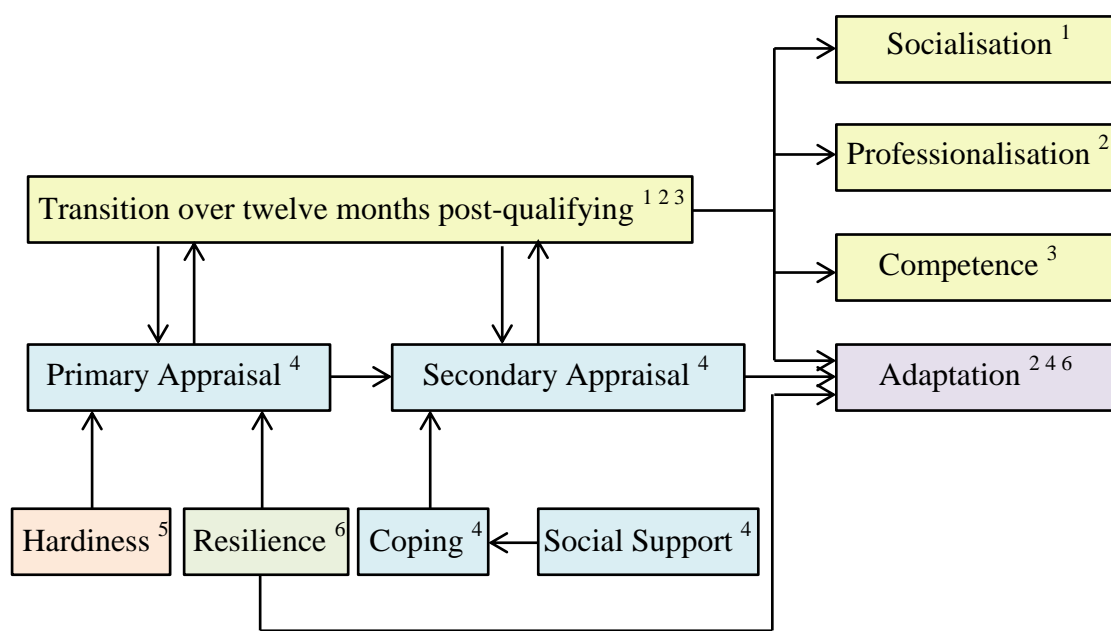 Socialisation 1
Professionalisation 2
Transition over twelve months post-qualifying 1 2 3
Competence 3
Primary Appraisal 4
Secondary Appraisal 4
Adaptation 2 4 6
Hardiness 5
Resilience 6
Coping 4
Social Support 4